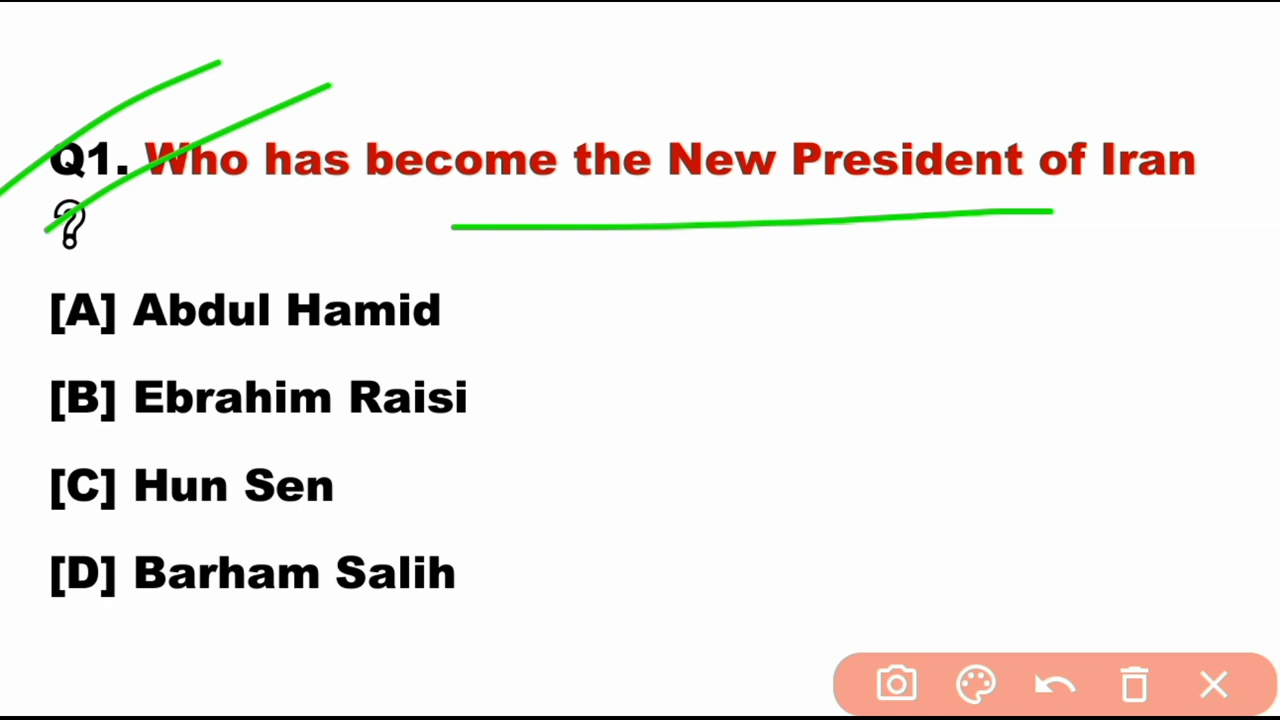 Q1. Who has become the New President of Iran
?
[A] Abdul Hamid
[B] Ebrahim Raisi
[C] Hun Sen
[D] Barham Salih